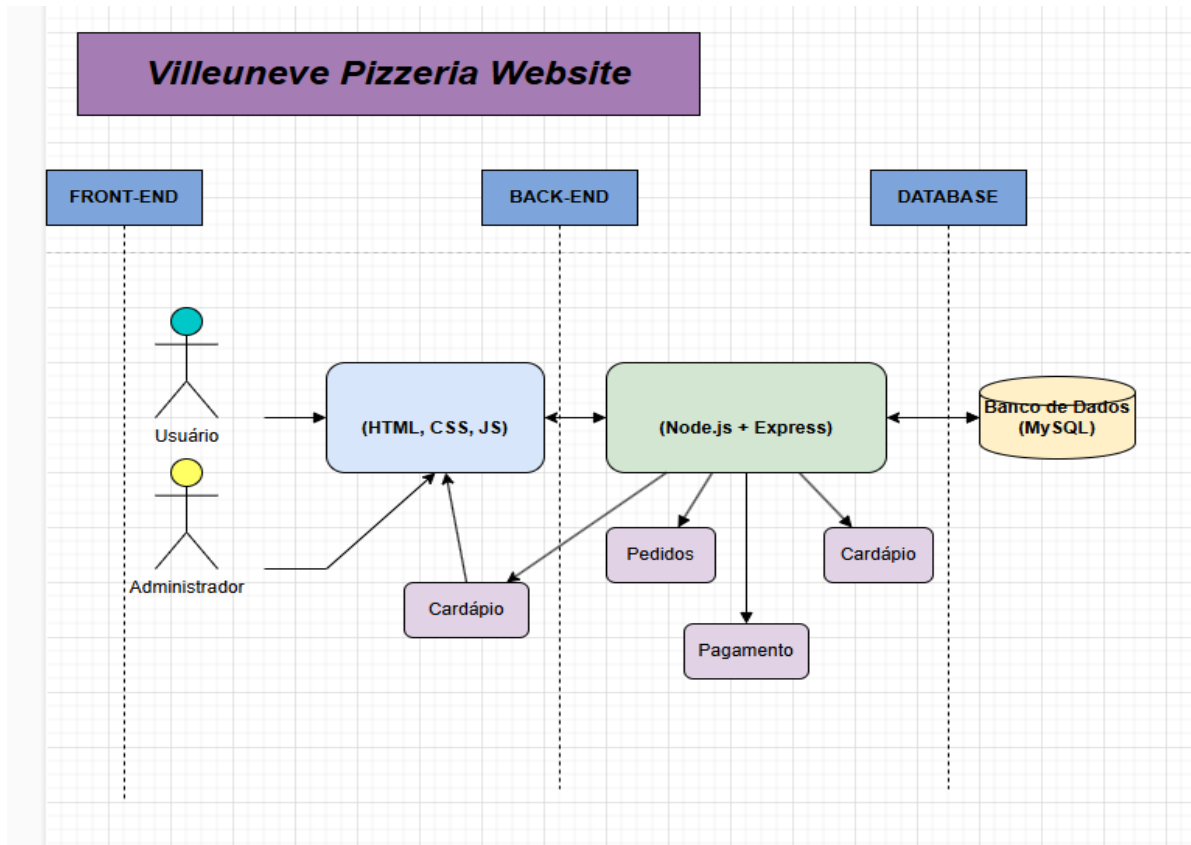 Villeuneve Pizzeria Website
FRONT-END
BACK-END
DATABASE
Usuário
(HTML, CSS, JS)
(Node.js + Express)
Banco de Dados
(MySQL)
Administrador
Cardápio
Pedidos
Cardápio
Pagamento